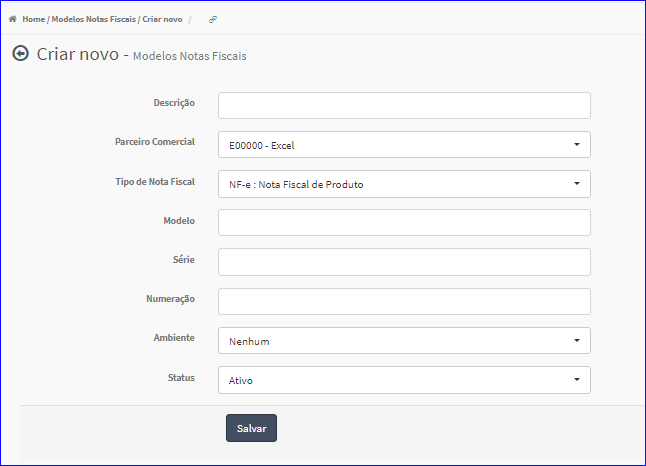 Home / Modelos Notas Fiscais / Criar novo /
Criar novo - Modelos Notas Fiscais
Descrição
Parceiro Comercial E00000 - Excel
Tipo de Nota Fiscal NF-e : Nota Fiscal de Produto
Modelo
Série
Numeração
Ambiente Nenhum
Status Ativo
Salvar